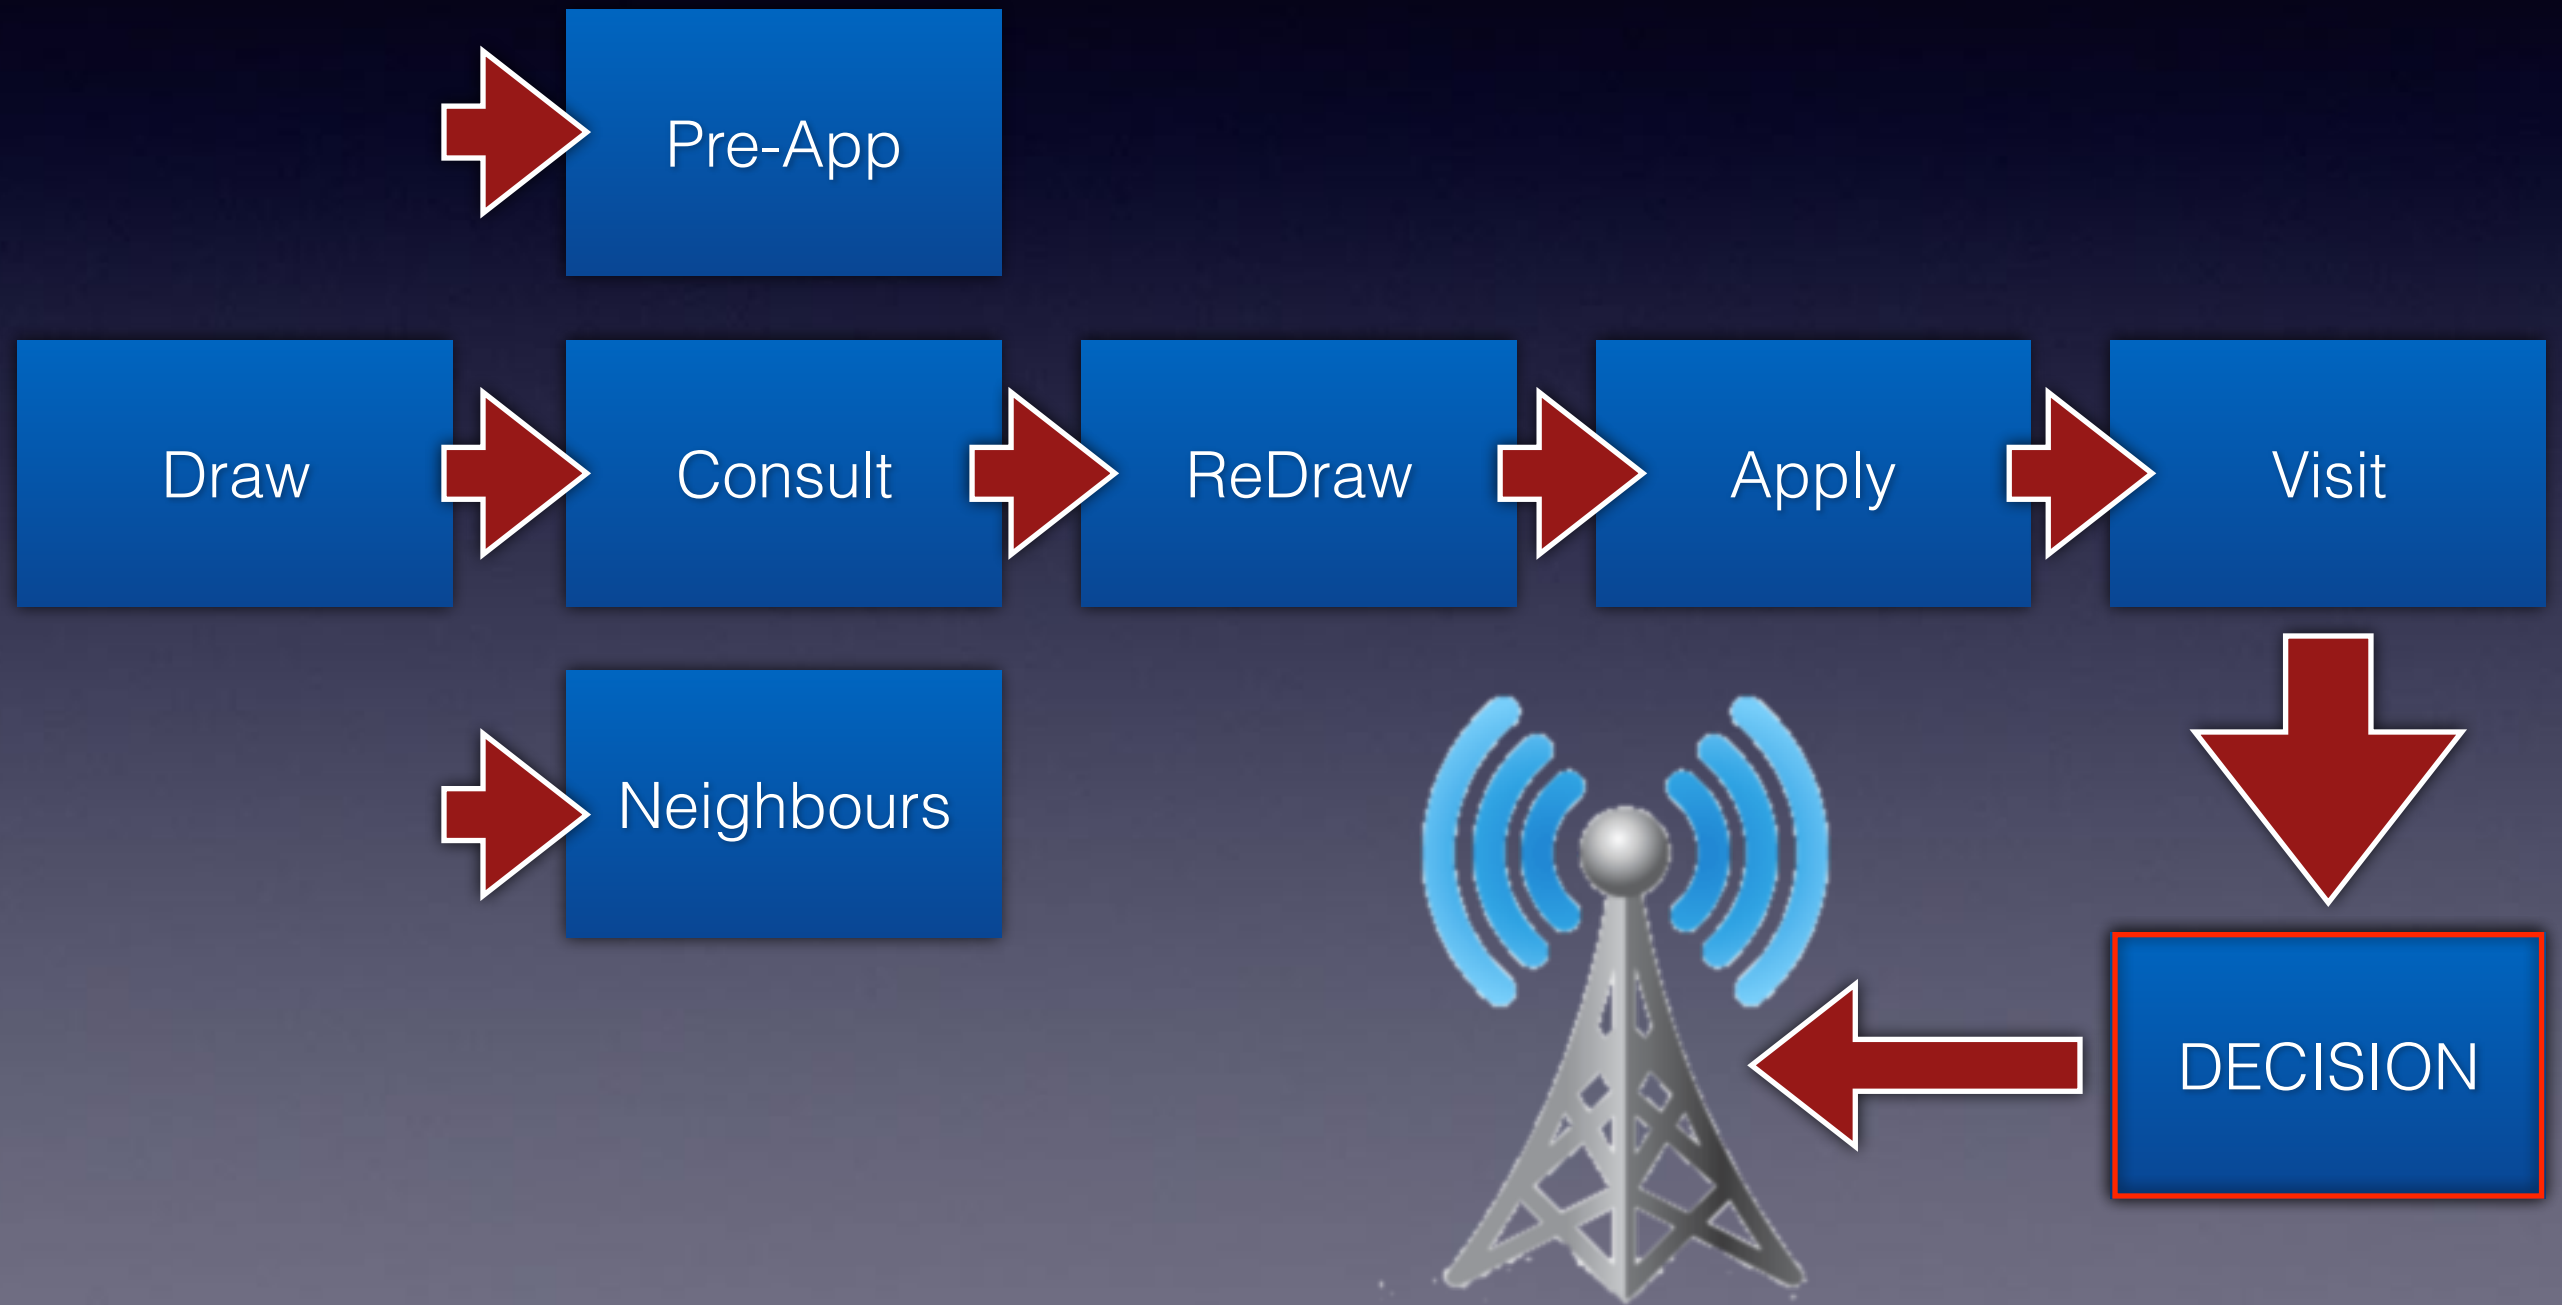 Pre-App
Draw
Consult
ReDraw
Apply
Visit
Neighbours
DECISION